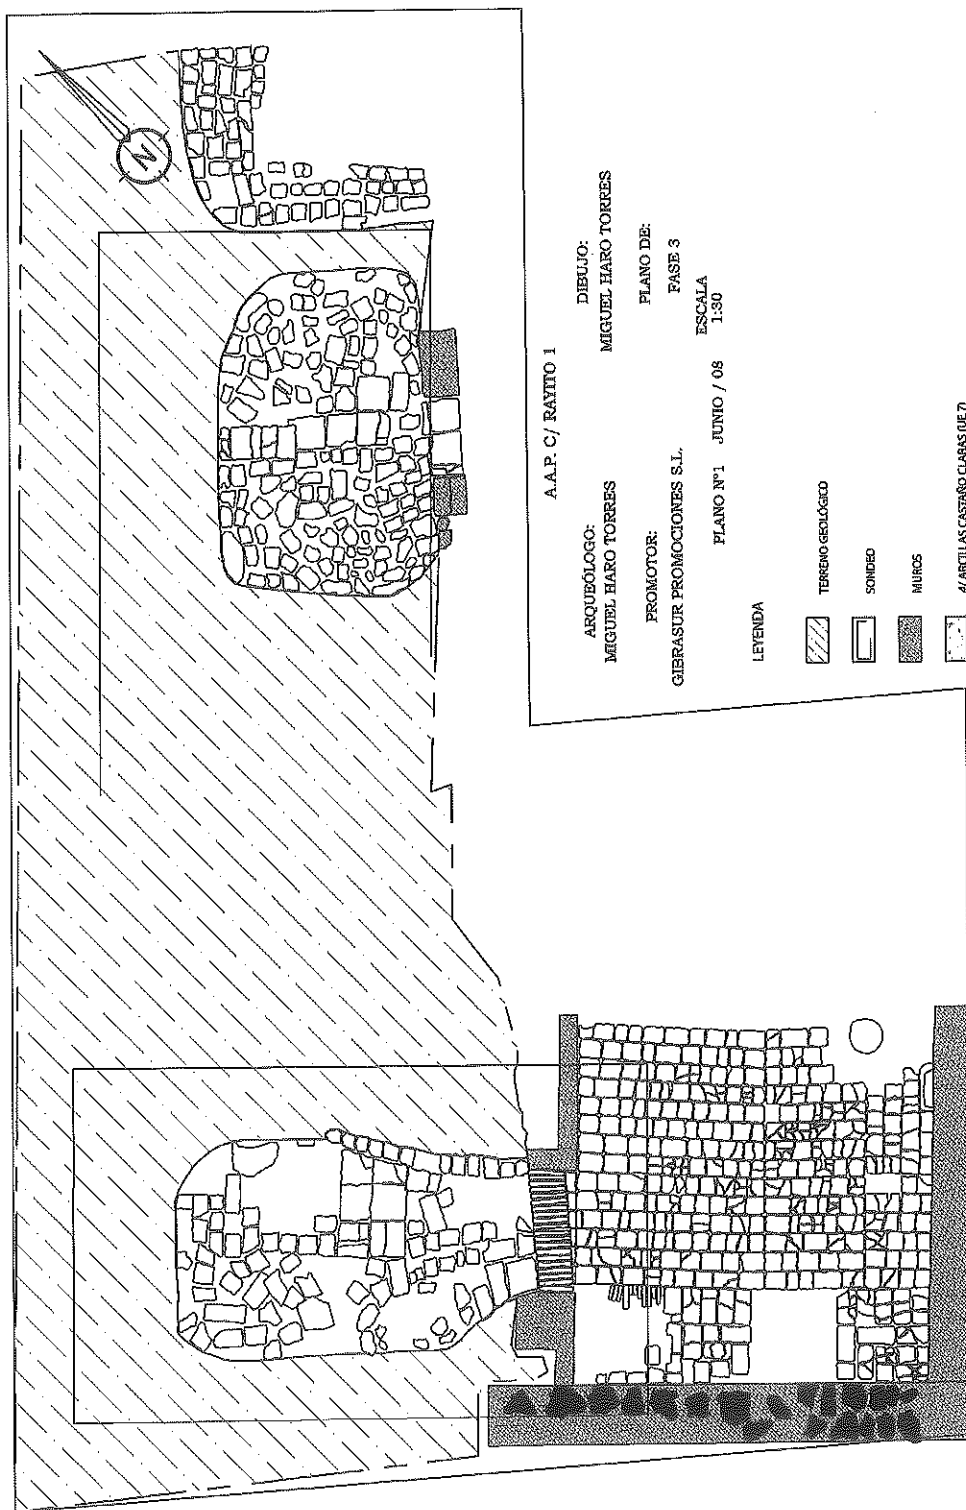 N
A.A.P. C/ RAYITO 1
ARQUEÓLOGO:
MIGUEL HARO TORRES
DIBUJO:
MIGUEL HARO TORRES
PROMOTOR:
GIBRASUR PROMOCIONES S.L.
PLANO DE:
FASE 3
ESCALA
1:30
PLANO Nº1 JUNIO / 08
LEYENDA
TERRENO GEOLÓGICO
SONDEO
MUROS
A/ ARCILLAS CASTAÑO CLARAS (UE 7)